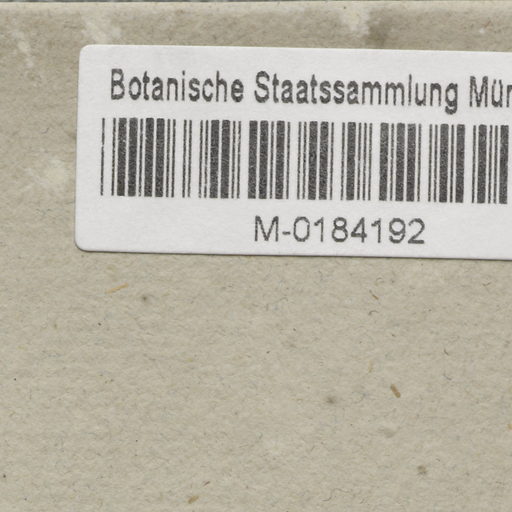 Botanische Staatssammlung Mün
M-0184192